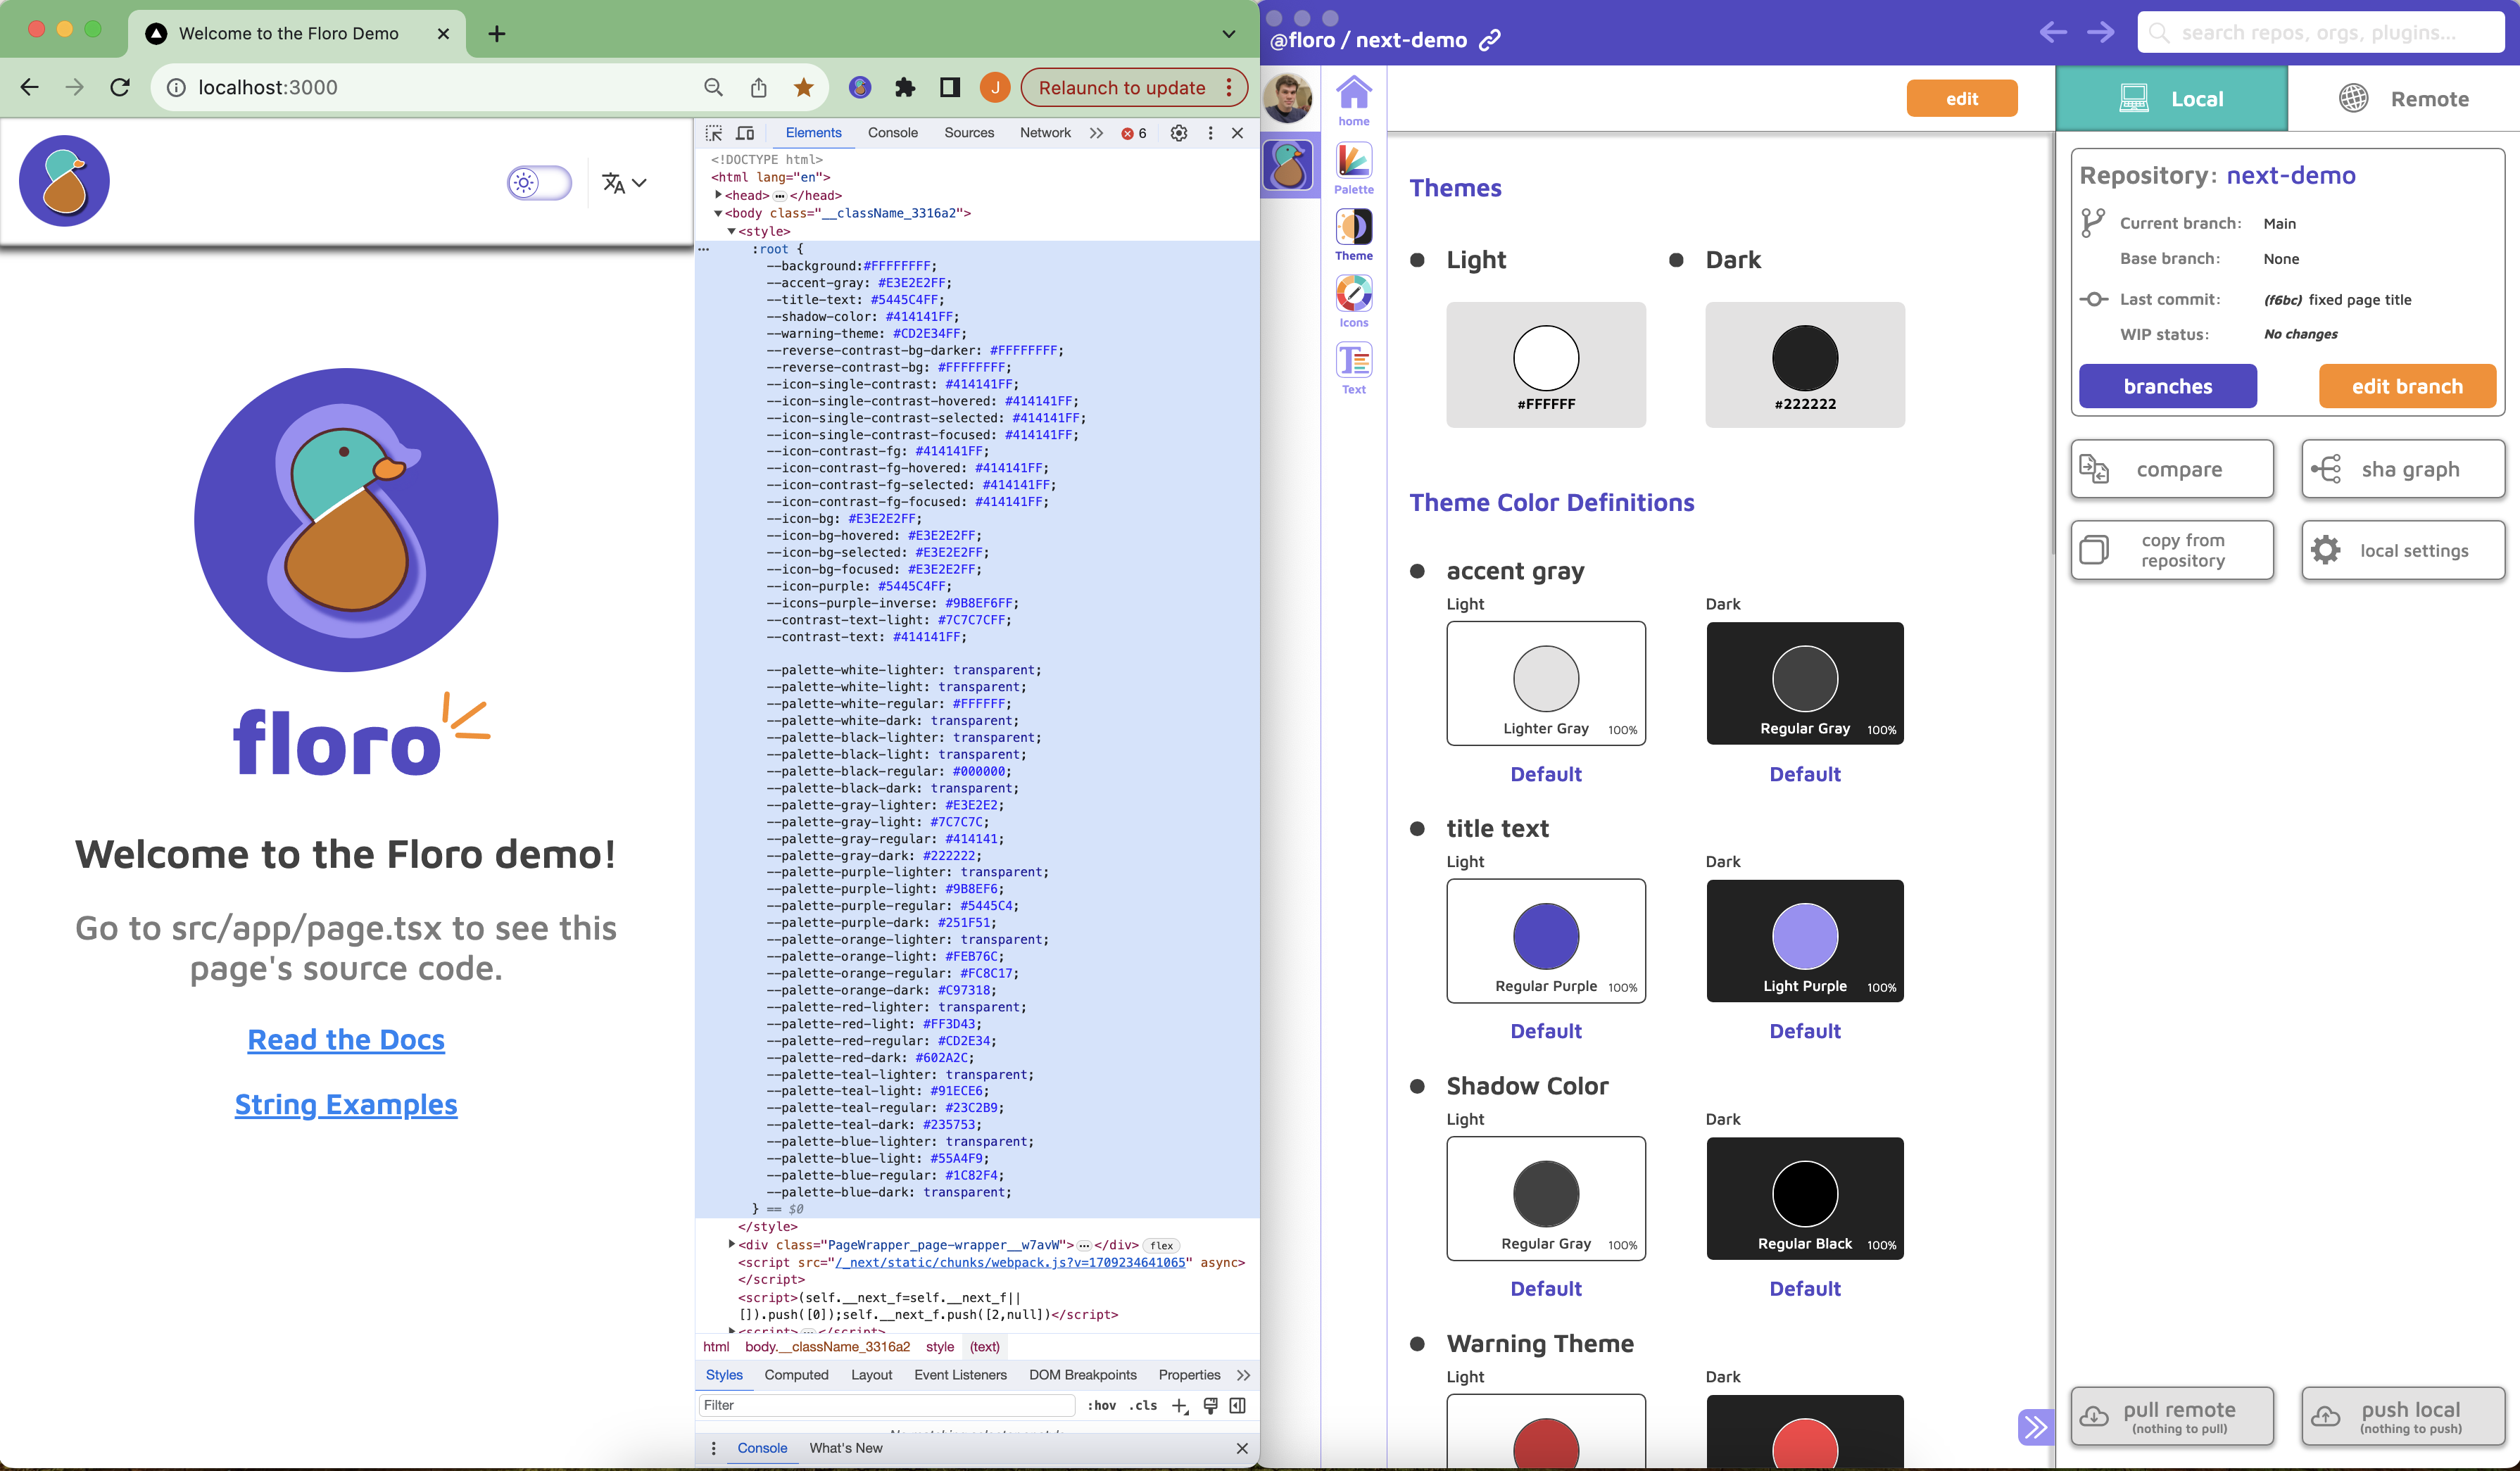 Welcome to the Floro Demo
localhost:3000
J
Relaunch to update
floro
Welcome to the Floro demo!
Go to src/app/page.tsx to see this
page's source code.
Read the Docs
String Examples
Elements Console Sources Network 6
<!DOCTYPE html>
<html lang="en">
<head> … </head>
<body class="__className_3316a2">
<style>
:root {
--background:#FFFFFFFF;
--accent-gray: #E3E2E2FF;
--title-text: #5445C4FF;
--shadow-color: #414141FF;
--warning-theme: #CD2E34FF;
--reverse-contrast-bg-darker: #FFFFFFFF;
--reverse-contrast-bg: #FFFFFFFF;
--icon-single-contrast: #414141FF;
--icon-single-contrast-hovered: #414141FF;
--icon-single-contrast-selected: #414141FF;
--icon-single-contrast-focused: #414141FF;
--icon-contrast-fg: #414141FF;
--icon-contrast-fg-hovered: #414141FF;
--icon-contrast-fg-selected: #414141FF;
--icon-contrast-fg-focused: #414141FF;
--icon-bg: #E3E2E2FF;
--icon-bg-hovered: #E3E2E2FF;
--icon-bg-selected: #E3E2E2FF;
--icon-bg-focused: #E3E2E2FF;
--icon-purple: #5445C4FF;
--icons-purple-inverse: #9B8EF6FF;
--contrast-text-light: #7C7C7CFF;
--contrast-text: #414141FF;
--palette-white-lighter: transparent;
--palette-white-light: transparent;
--palette-white-regular: #FFFFFF;
--palette-white-dark: transparent;
--palette-black-lighter: transparent;
--palette-black-light: transparent;
--palette-black-regular: #000000;
--palette-black-dark: transparent;
--palette-gray-lighter: #E3E2E2;
--palette-gray-light: #7C7C7C;
--palette-gray-regular: #414141;
--palette-gray-dark: #222222;
--palette-purple-lighter: transparent;
--palette-purple-light: #9B8EF6;
--palette-purple-regular: #5445C4;
--palette-purple-dark: #251F51;
--palette-orange-lighter: transparent;
--palette-orange-light: #FEB76C;
--palette-orange-regular: #FC8C17;
--palette-orange-dark: #C97318;
--palette-red-lighter: transparent;
--palette-red-light: #FF3D43;
--palette-red-regular: #CD2E34;
--palette-red-dark: #602A2C;
--palette-teal-lighter: transparent;
--palette-teal-light: #91ECE6;
--palette-teal-regular: #23C2B9;
--palette-teal-dark: #235753;
--palette-blue-lighter: transparent;
--palette-blue-light: #55A4F9;
--palette-blue-regular: #1C82F4;
--palette-blue-dark: transparent;
} == $0
</style>
<div class="PageWrapper_page-wrapper__w7avW"> … </div> flex
<script src="/_next/static/chunks/webpack.js?v=1709234641065" async>
</script>
<script>(self.__next_f=self.__next_f||
[]).push([0]);self.__next_f.push([2,null])</script>
<script> … </script>
html body.__className_3316a2 style (text)
Styles Computed Layout Event Listeners DOM Breakpoints Properties
Filter :hov .cls
Console What's New
@floro / next-demo
search repos, orgs, plugins...
home
Palette
Theme
Icons
Text
edit
Themes
Light Dark
#FFFFFF #222222
Theme Color Definitions
accent gray
Light Dark
Lighter Gray 100% Regular Gray 100%
Default Default
title text
Light Dark
Regular Purple 100% Light Purple 100%
Default Default
Shadow Color
Light Dark
Regular Gray 100% Regular Black 100%
Default Default
Warning Theme
Light Dark
Local Remote
Repository: next-demo
Current branch: Main
Base branch: None
Last commit: (f6bc) fixed page title
WIP status: No changes
branches edit branch
compare sha graph
copy from
repository
local settings
pull remote
(nothing to pull)
push local
(nothing to push)